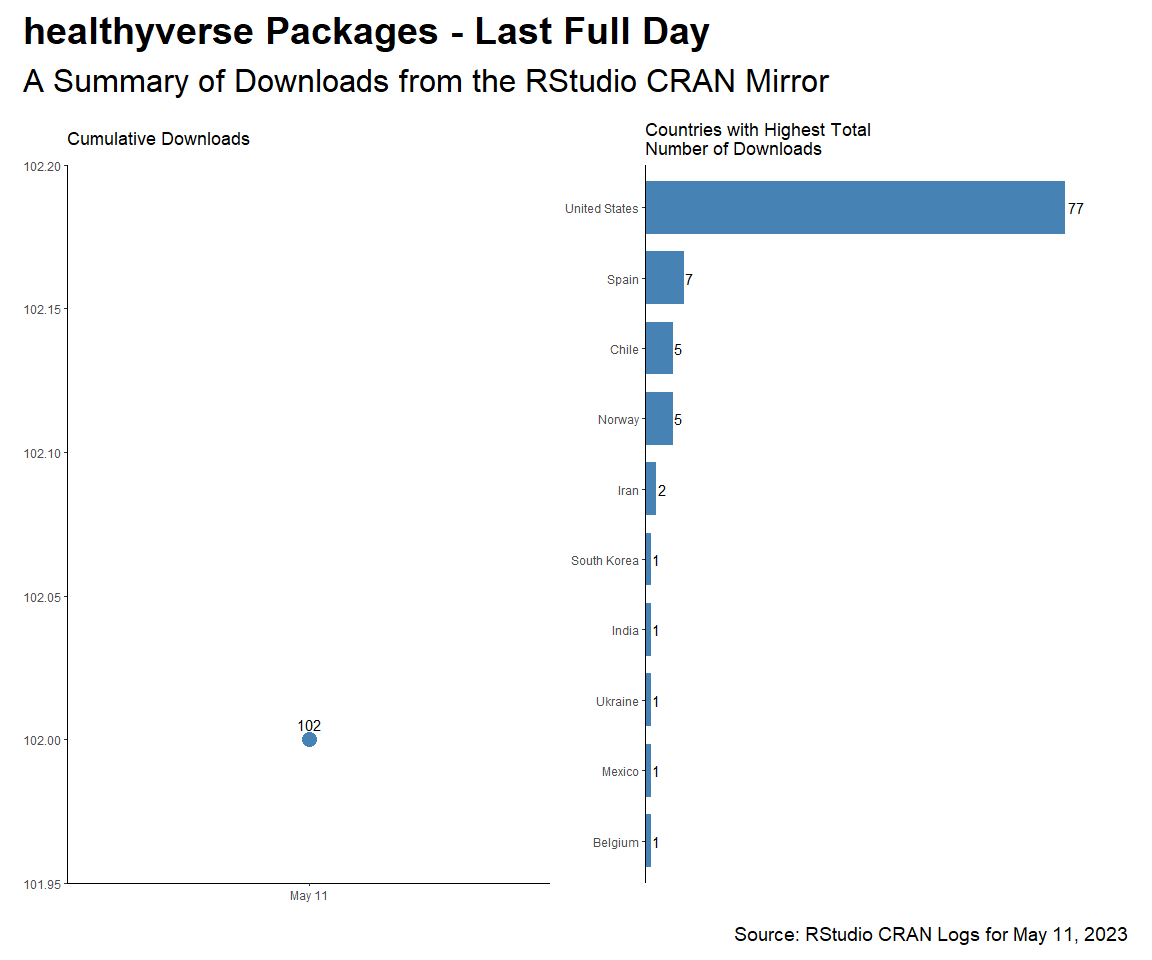 healthyverse Packages - Last Full Day
A Summary of Downloads from the RStudio CRAN Mirror
Cumulative Downloads
102.20
102.15
102.10
102.05
102.00
101.95
102
May 11
Countries with Highest Total
Number of Downloads
United States 77
Spain 7
Chile 5
Norway 5
Iran 2
South Korea 1
India 1
Ukraine 1
Mexico 1
Belgium 1
Source: RStudio CRAN Logs for May 11, 2023